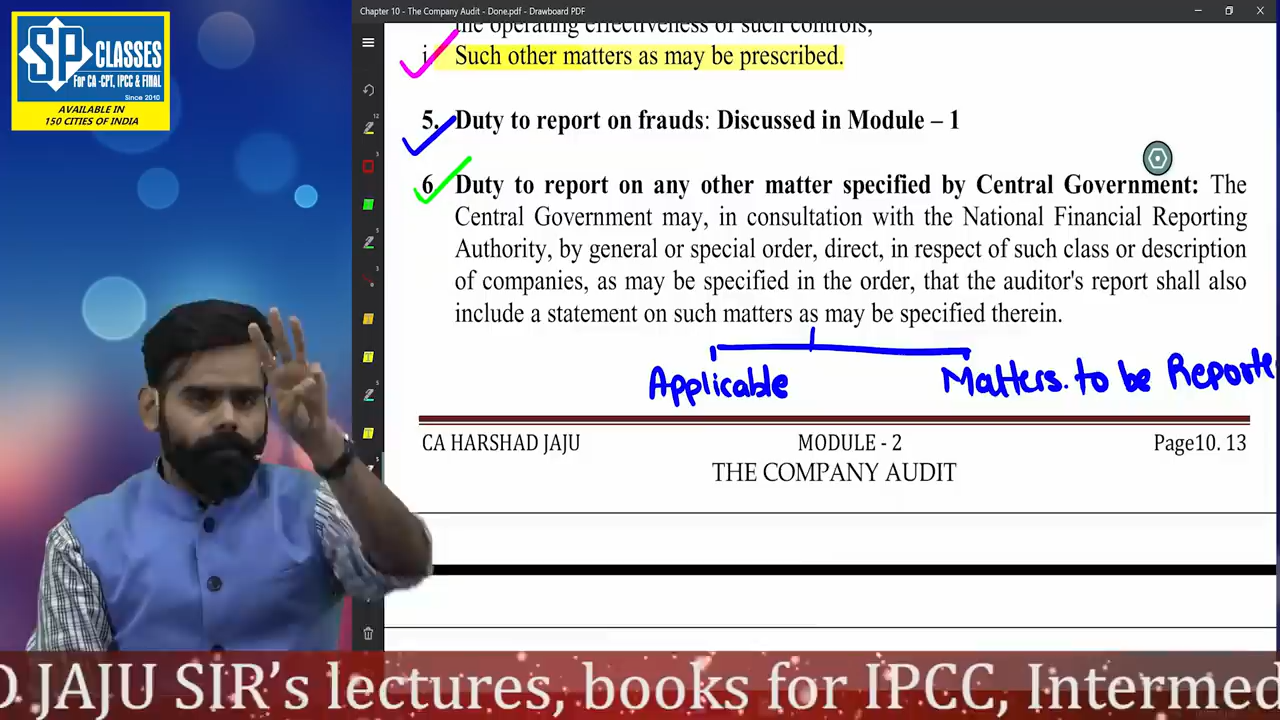 SP
CLASSES
For CA -CPT, IPCC & FINAL
Since 2010
AVAILABLE IN
150 CITIES OF INDIA
Chapter 10 - The Company Audit - Done.pdf - Drawboard PDF
the operating effectiveness of such controls;
Such other matters as may be prescribed.
5. Duty to report on frauds: Discussed in Module – 1
6. Duty to report on any other matter specified by Central Government: The
Central Government may, in consultation with the National Financial Reporting
Authority, by general or special order, direct, in respect of such class or description
of companies, as may be specified in the order, that the auditor's report shall also
include a statement on such matters as may be specified therein.
Applicable
Matters. to be Reporte
CA HARSHAD JAJU
MODULE - 2
Page10. 13
THE COMPANY AUDIT
D JAJU SIR’s lectures, books for IPCC, Intermed